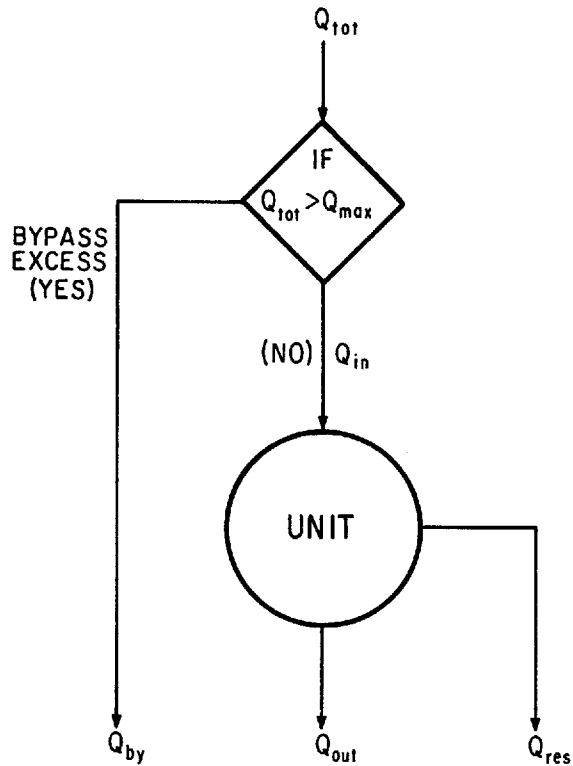 Q_tot
IF
Q_tot > Q_max
BYPASS
EXCESS
(YES)
(NO) Q_in
UNIT
Q_by
Q_out
Q_res